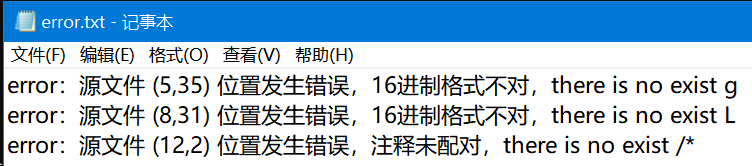 error.txt - 记事本
文件(F) 编辑(E) 格式(O) 查看(V) 帮助(H)
error：源文件 (5,35) 位置发生错误，16进制格式不对，there is no exist g
error：源文件 (8,31) 位置发生错误，16进制格式不对，there is no exist L
error：源文件 (12,2) 位置发生错误，注释未配对，there is no exist /*